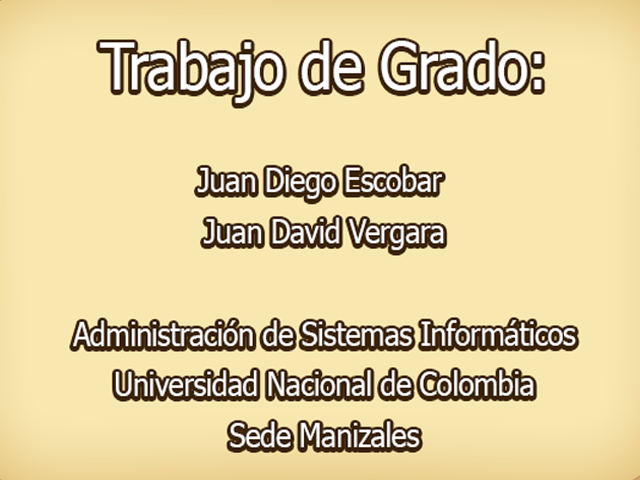 Trabajo de Grado:
Juan Diego Escobar
Juan David Vergara
Administración de Sistemas Informáticos
Universidad Nacional de Colombia
Sede Manizales